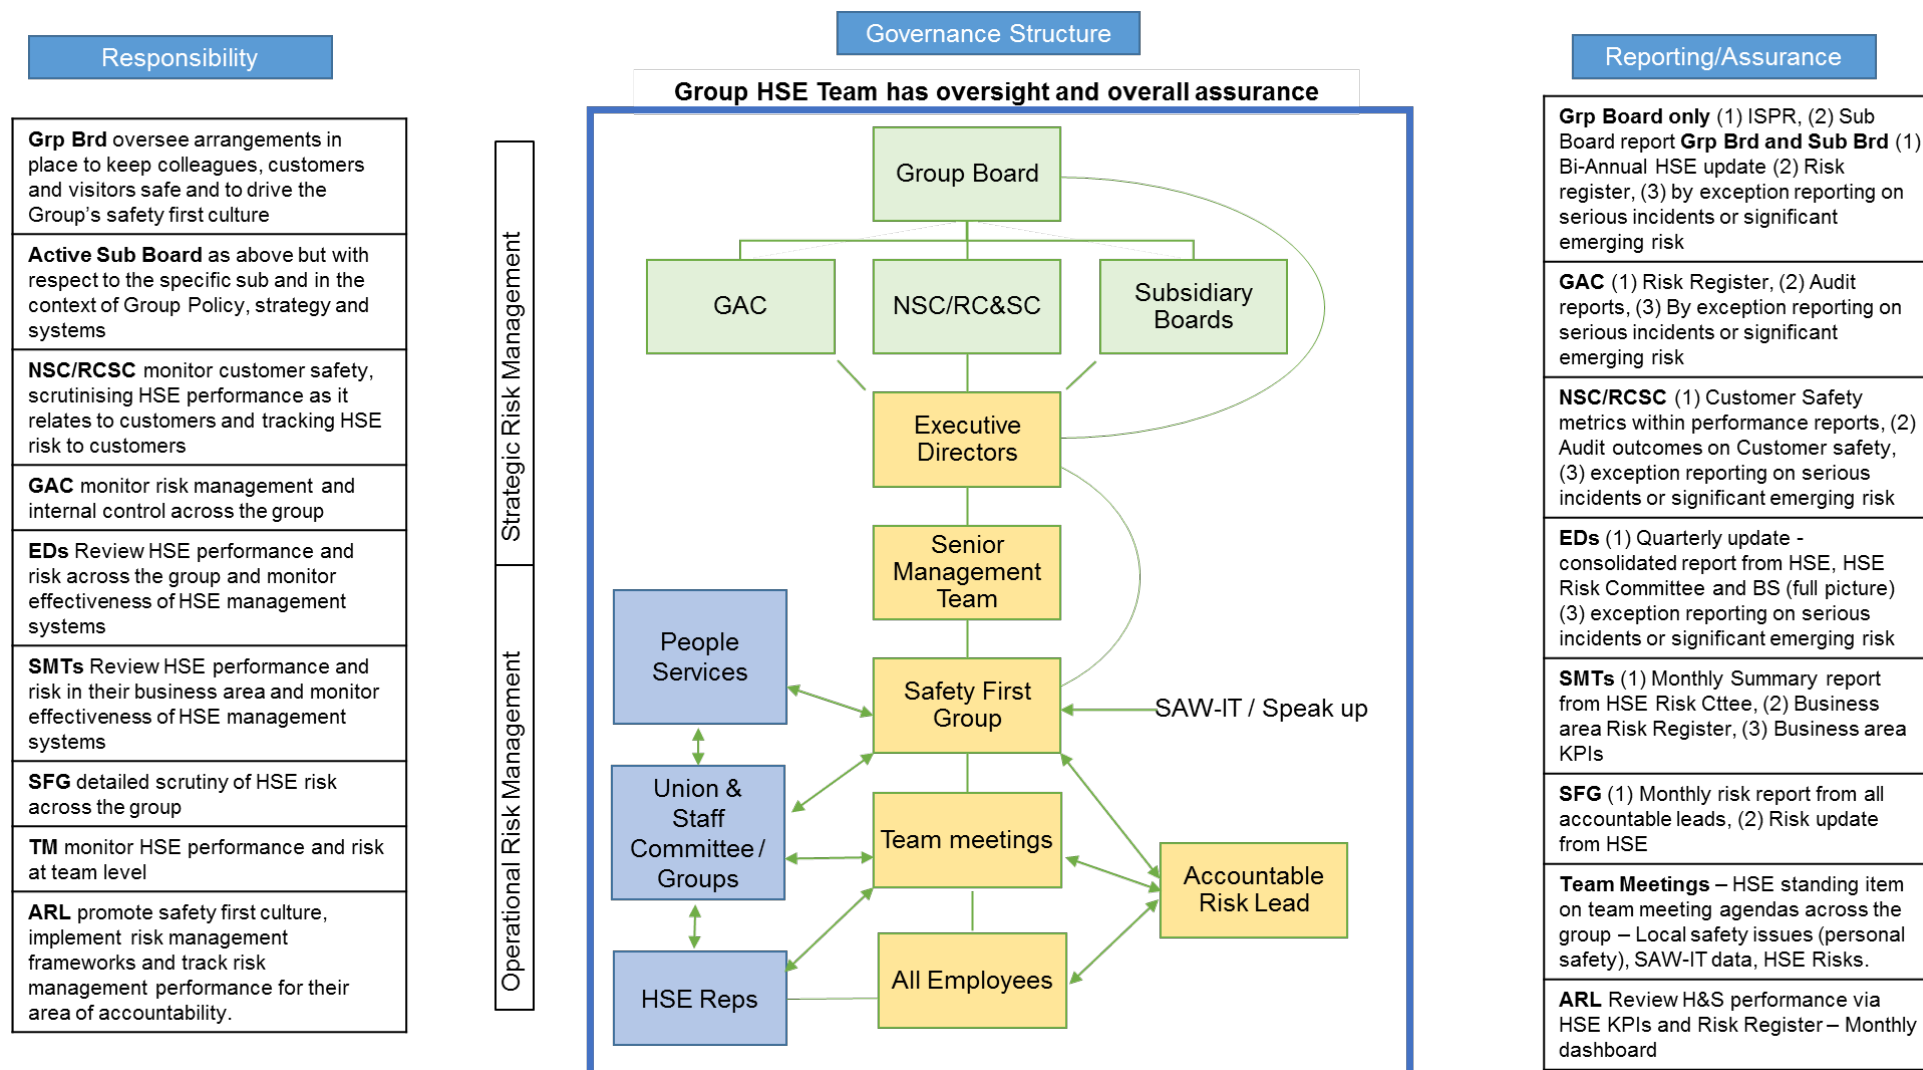 Responsibility
Grp Brd oversee arrangements in
place to keep colleagues, customers
and visitors safe and to drive the
Group’s safety first culture
Active Sub Board as above but with
respect to the specific sub and in the
context of Group Policy, strategy and
systems
NSC/RCSC monitor customer safety,
scrutinising HSE performance as it
relates to customers and tracking HSE
risk to customers
GAC monitor risk management and
internal control across the group
EDs Review HSE performance and
risk across the group and monitor
effectiveness of HSE management
systems
SMTs Review HSE performance and
risk in their business area and monitor
effectiveness of HSE management
systems
SFG detailed scrutiny of HSE risk
across the group
TM monitor HSE performance and risk
at team level
ARL promote safety first culture,
implement risk management
frameworks and track risk
management performance for their
area of accountability.
Strategic Risk Management
Operational Risk Management
Governance Structure
Group HSE Team has oversight and overall assurance
Group Board
GAC
NSC/RC&SC
Subsidiary
Boards
Executive
Directors
Senior
Management
Team
People
Services
Safety First
Group
SAW-IT / Speak up
Union &
Staff
Committee /
Groups
Team meetings
Accountable
Risk Lead
HSE Reps
All Employees
Reporting/Assurance
Grp Board only (1) ISPR, (2) Sub
Board report Grp Brd and Sub Brd (1)
Bi-Annual HSE update (2) Risk
register, (3) by exception reporting on
serious incidents or significant
emerging risk
GAC (1) Risk Register, (2) Audit
reports, (3) By exception reporting on
serious incidents or significant
emerging risk
NSC/RCSC (1) Customer Safety
metrics within performance reports, (2)
Audit outcomes on Customer safety,
(3) exception reporting on serious
incidents or significant emerging risk
EDs (1) Quarterly update -
consolidated report from HSE, HSE
Risk Committee and BS (full picture)
(3) exception reporting on serious
incidents or significant emerging risk
SMTs (1) Monthly Summary report
from HSE Risk Cttee, (2) Business
area Risk Register, (3) Business area
KPIs
SFG (1) Monthly risk report from all
accountable leads, (2) Risk update
from HSE
Team Meetings – HSE standing item
on team meeting agendas across the
group – Local safety issues (personal
safety), SAW-IT data, HSE Risks.
ARL Review H&S performance via
HSE KPIs and Risk Register – Monthly
dashboard